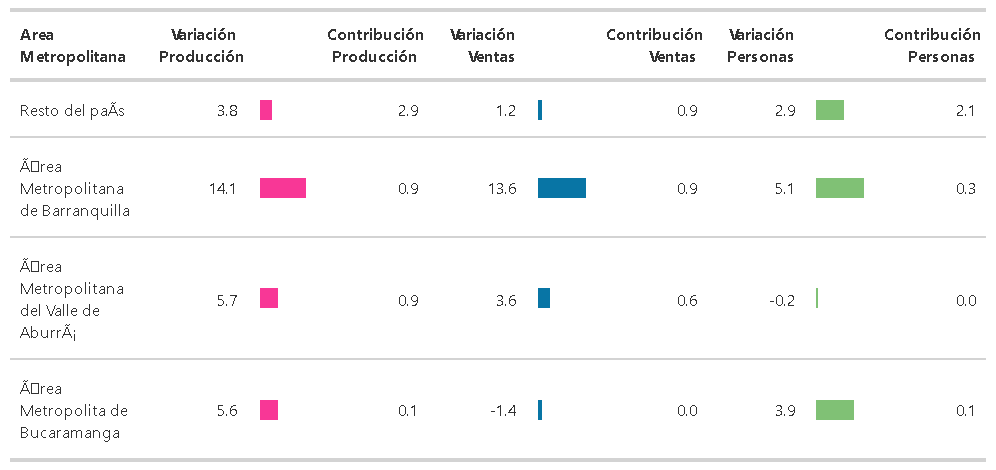 Area Metropolitana Variación Producción Contribución Producción Variación Ventas Contribución Ventas Variación Personas Contribución Personas
Resto del paÃs 3.8 2.9 1.2 0.9 2.9 2.1
Ã�rea
Metropolitana
de Barranquilla 14.1 0.9 13.6 0.9 5.1 0.3
Ã�rea
Metropolitana
del Valle de
AburrÃ¡ 5.7 0.9 3.6 0.6 -0.2 0.0
Ã�rea
Metropolita de
Bucaramanga 5.6 0.1 -1.4 0.0 3.9 0.1